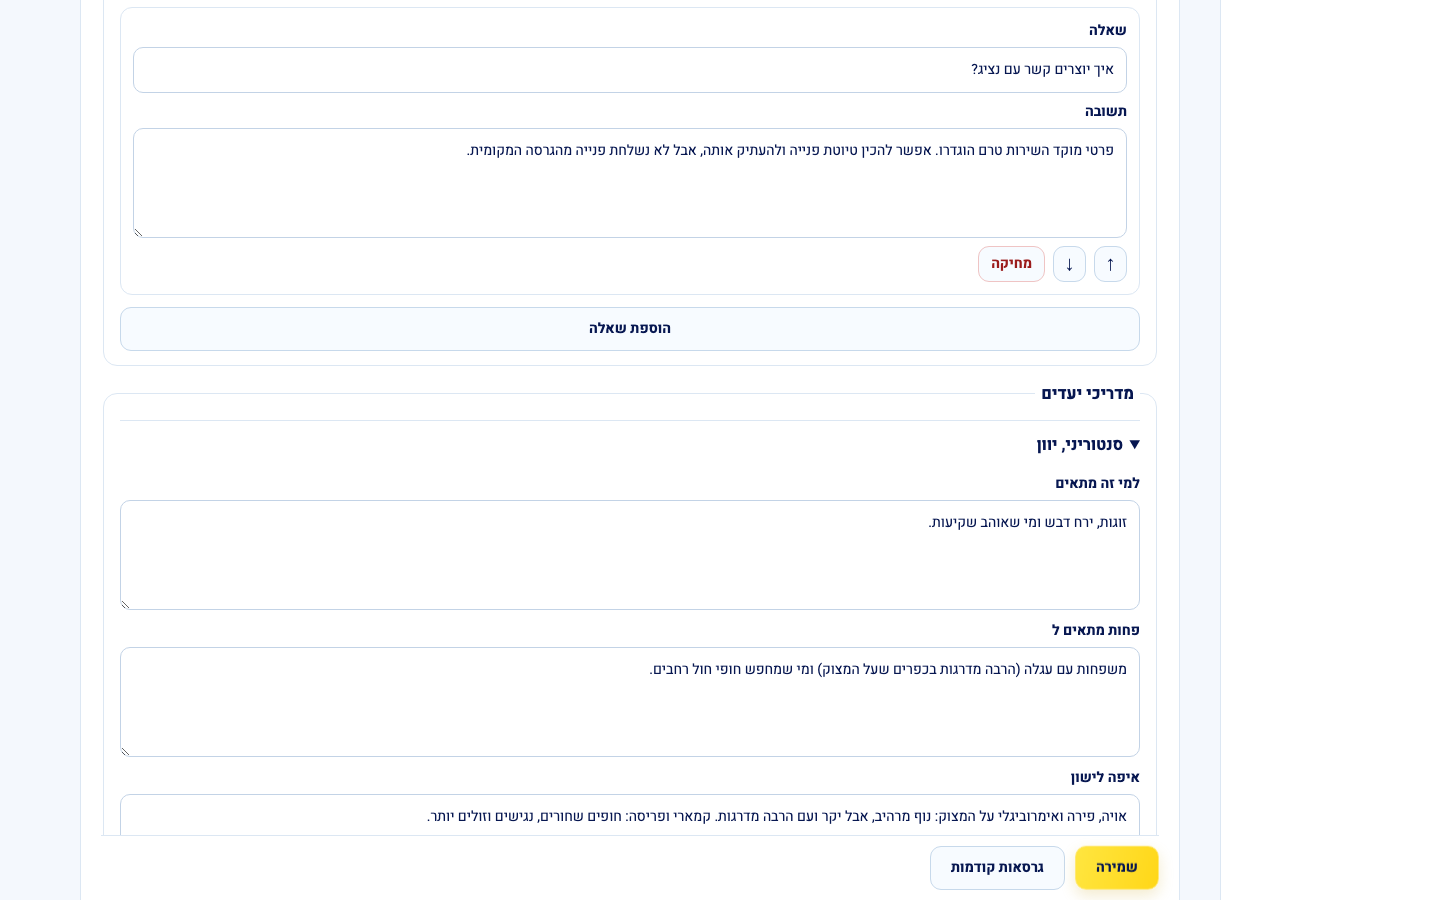 שאלה
איך יוצרים קשר עם נציג?
תשובה
פרטי מוקד השירות טרם הוגדרו. אפשר להכין טיוטת פנייה ולהעתיק אותה, אבל לא נשלחת פנייה מהגרסה המקומית.
↑ ↓ מחיקה
הוספת שאלה
מדריכי יעדים
▼ סנטוריני, יוון
למי זה מתאים
זוגות, ירח דבש ומי שאוהב שקיעות.
פחות מתאים ל
משפחות עם עגלה (הרבה מדרגות בכפרים שעל המצוק) ומי שמחפש חופי חול רחבים.
איפה לישון
אויה, פירה ואימרוביגלי על המצוק: נוף מרהיב, אבל יקר ועם הרבה מדרגות. קמארי ופריסה: חופים שחורים, נגישים וזולים יותר.
שמירה גרסאות קודמות